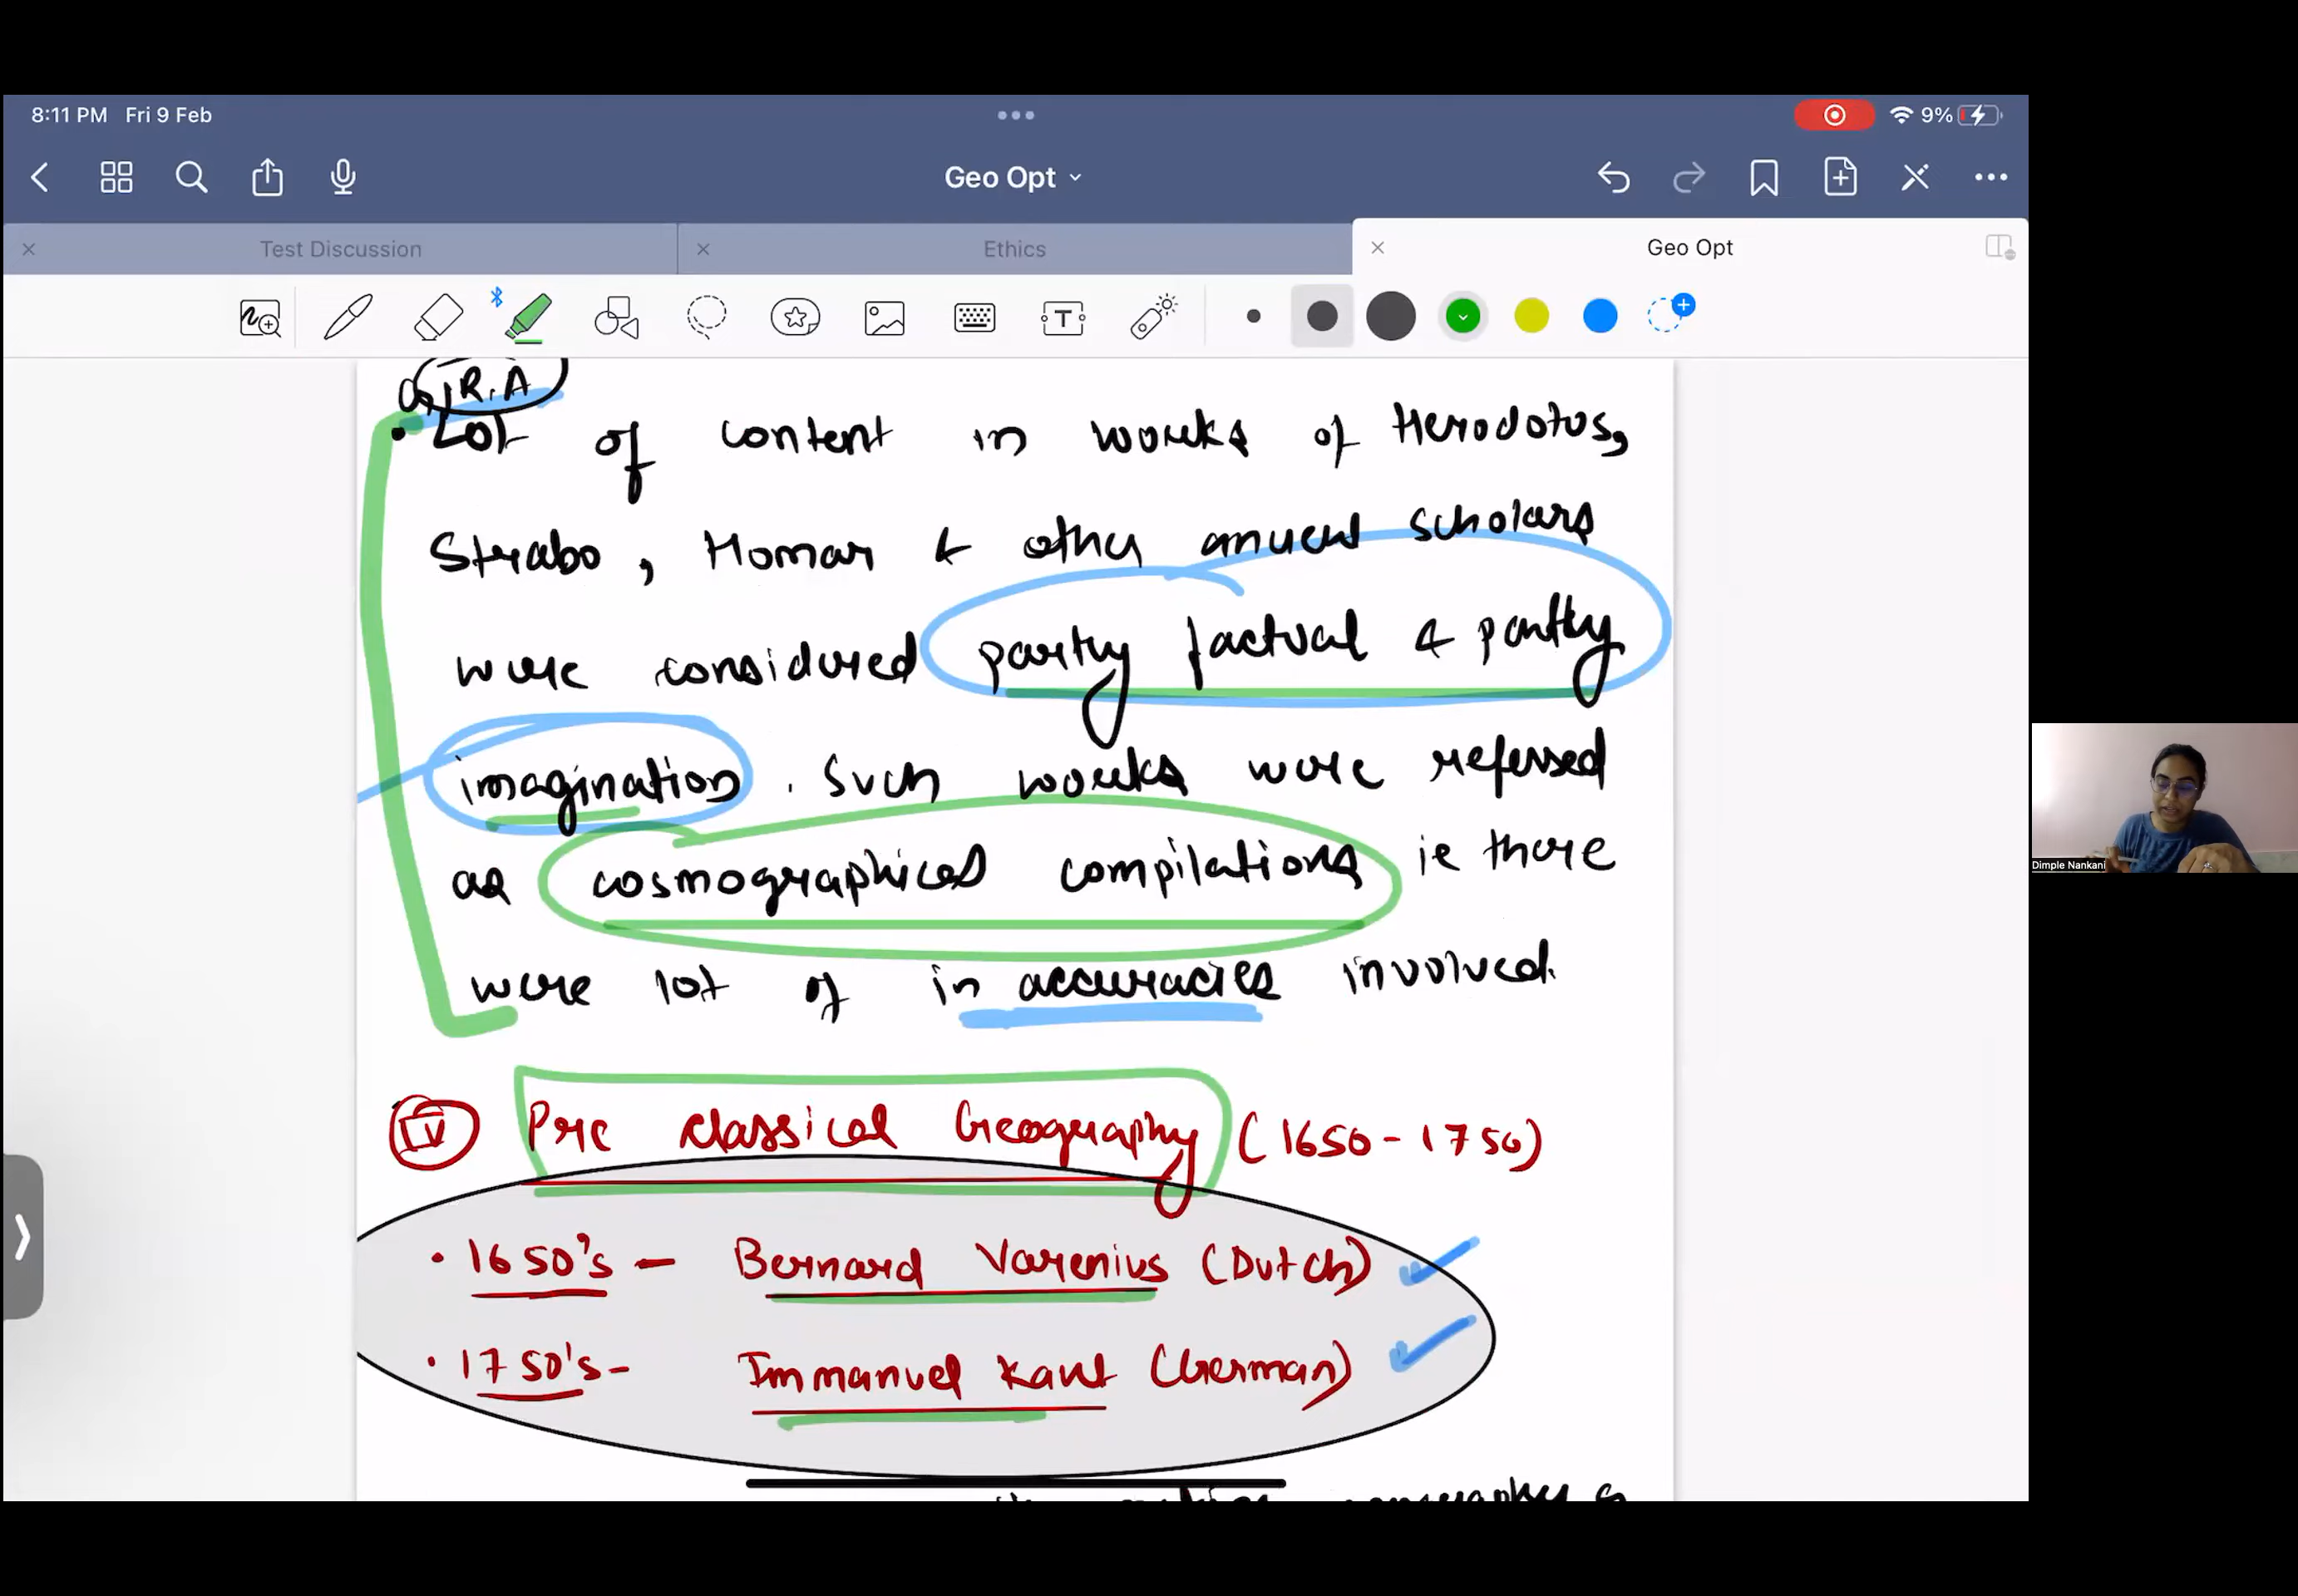 8:11 PM Fri 9 Feb
9%
Geo Opt
Test Discussion
Ethics
Geo Opt
T
R.A
• Lot of content in works of Herodotus,
Strabo, Homar & other ancient scholars
were considered partly factual & partly
imagination. Such works were referred
as cosmographical compilations ie there
were lot of in accuracies involved.
IV Pre classical Geography (1650-1750)
• 1650's - Bernard Varenius (Dutch)
• 1750's - Immanuel Kant (German)
Dimple Nankani